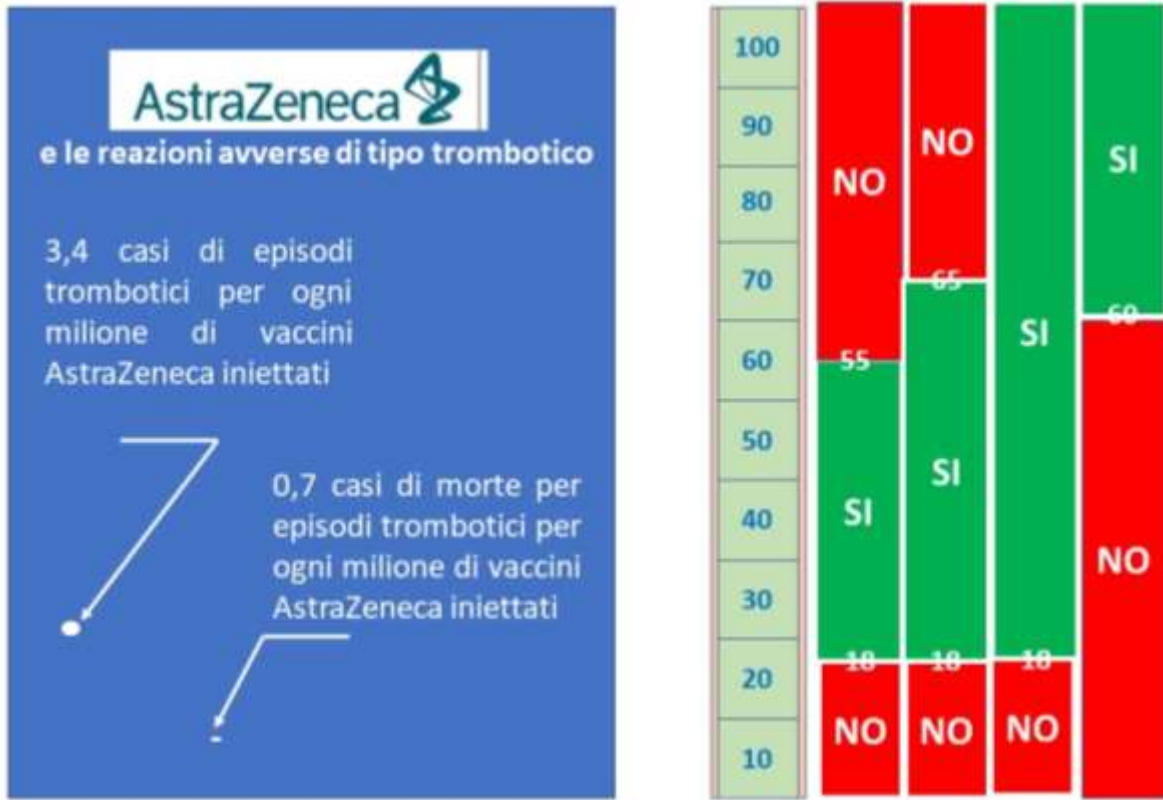 AstraZeneca
e le reazioni avverse di tipo trombotico
3,4 casi di episodi
trombotici per ogni
milione di vaccini
AstraZeneca iniettati
0,7 casi di morte per
episodi trombotici per
ogni milione di vaccini
AstraZeneca iniettati
100
90
80
70
60
50
40
30
20
10
NO
55
SI
18
NO
NO
65
SI
18
NO
SI
18
NO
SI
60
NO